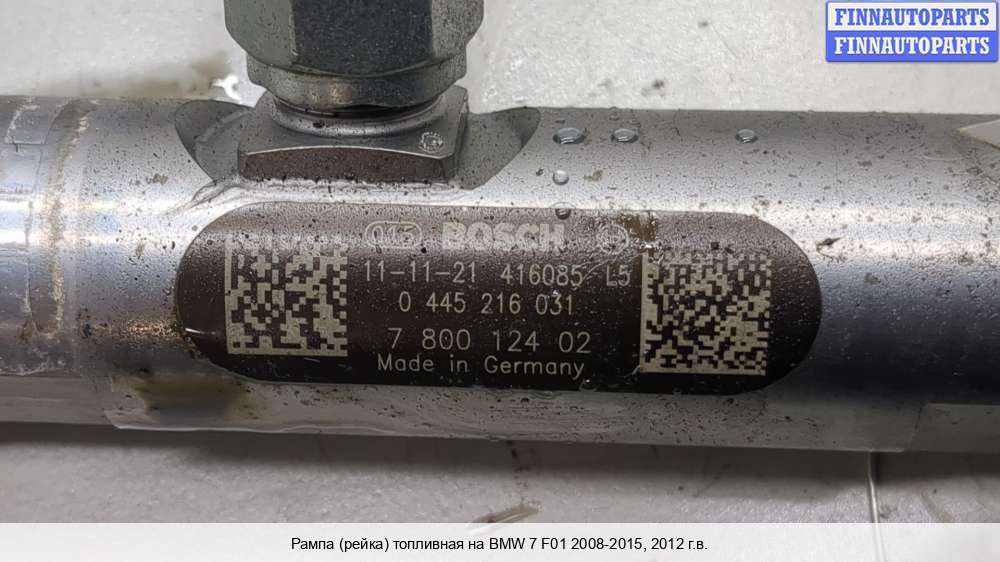 FINNAUTOPARTS
FINNAUTOPARTS
015 BOSCH
11-11-21 416085 L5
0 445 216 031
7 800 124 02
Made in Germany
Рампа (рейка) топливная на BMW 7 F01 2008-2015, 2012 г.в.